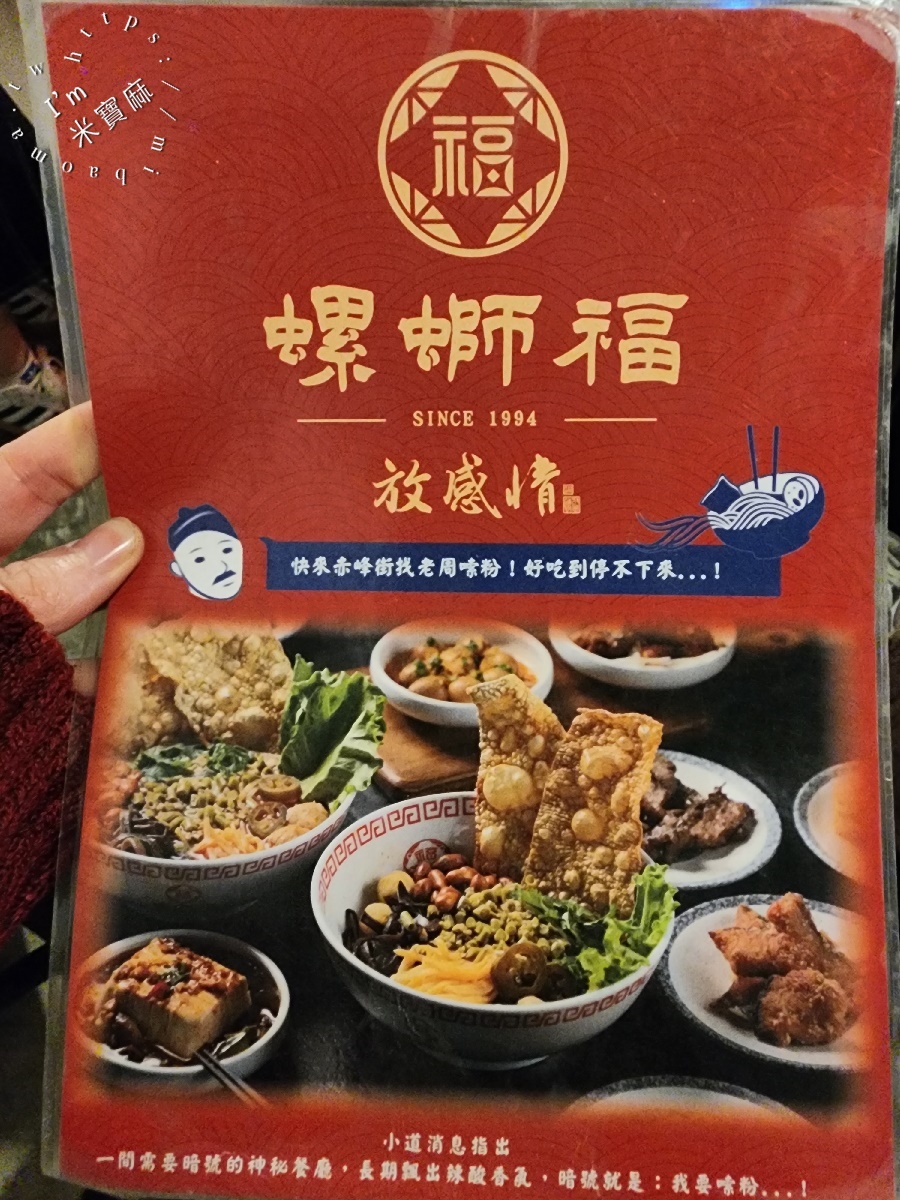 https://mibaoma.tw
I'm
米寶麻
福
螺螄福
SINCE 1994
放感情
快來赤峰街找老周嗦粉！好吃到停不下來...！
小道消息指出
一間需要暗號的神秘餐廳，長期飄出辣酸香氣，暗號就是：我要嗦粉...！